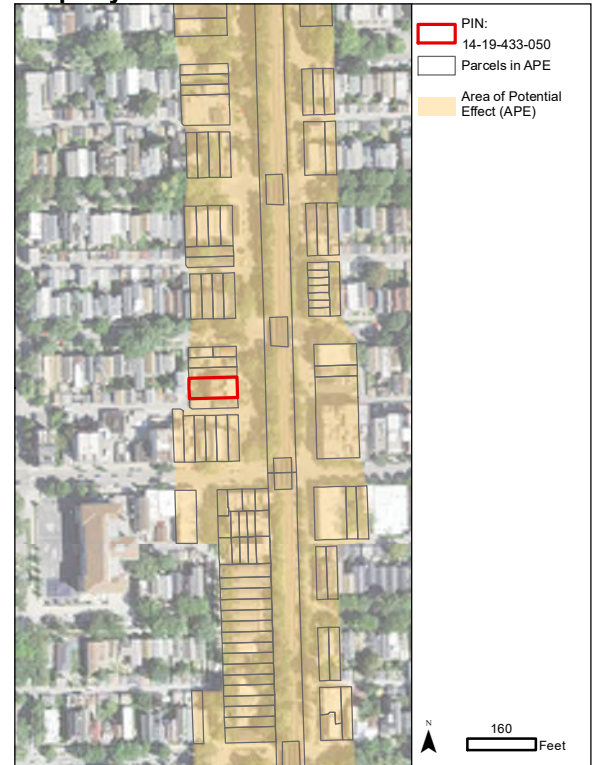 PIN:
14-19-433-050
Parcels in APE
Area of Potential
Effect (APE)
N
160
Feet